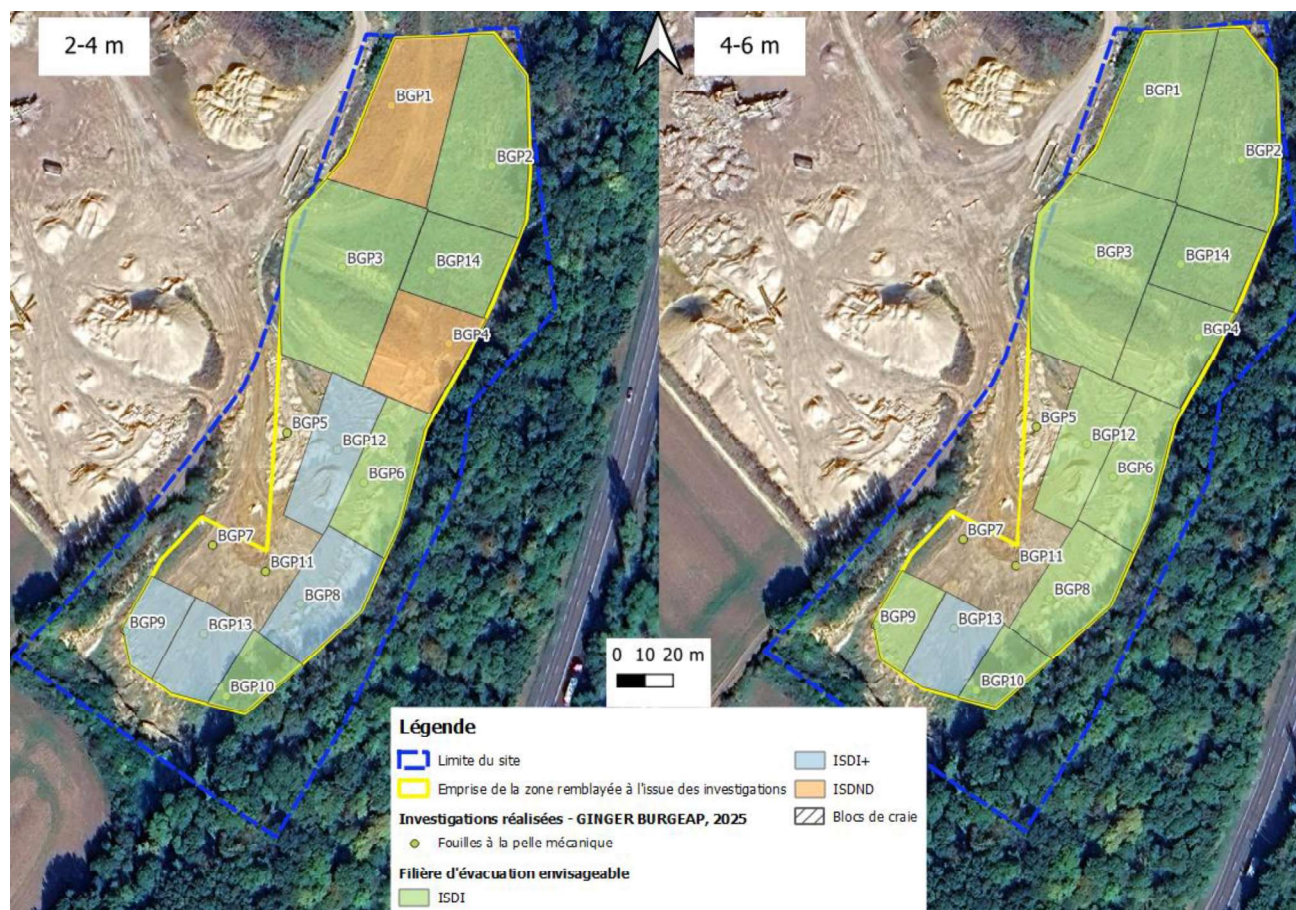 2-4 m
BGP1
BGP2
BGP3
BGP14
BGP4
BGP5
BGP12
BGP6
BGP7
BGP11
BGP8
BGP9
BGP13
BGP10
4-6 m
BGP1
BGP2
BGP3
BGP14
BGP4
BGP5
BGP12
BGP6
BGP7
BGP11
BGP8
BGP9
BGP13
BGP10
0 10 20 m
Légende
Limite du site
Emprise de la zone remblayée à l'issue des investigations
Investigations réalisées - GINGER BURGEAP, 2025
Fouilles à la pelle mécanique
Filière d'évacuation envisageable
ISDI
ISDI+
ISDND
Blocs de craie